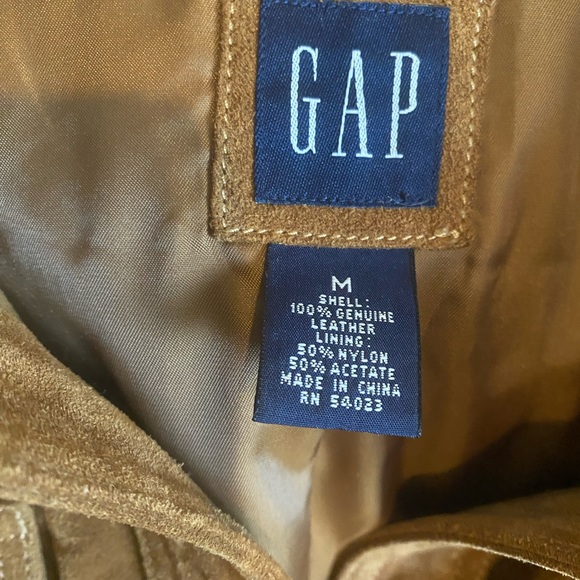 GAP
M
SHELL:
100% GENUINE
LEATHER
LINING:
50% NYLON
50% ACETATE
MADE IN CHINA
RN 54023